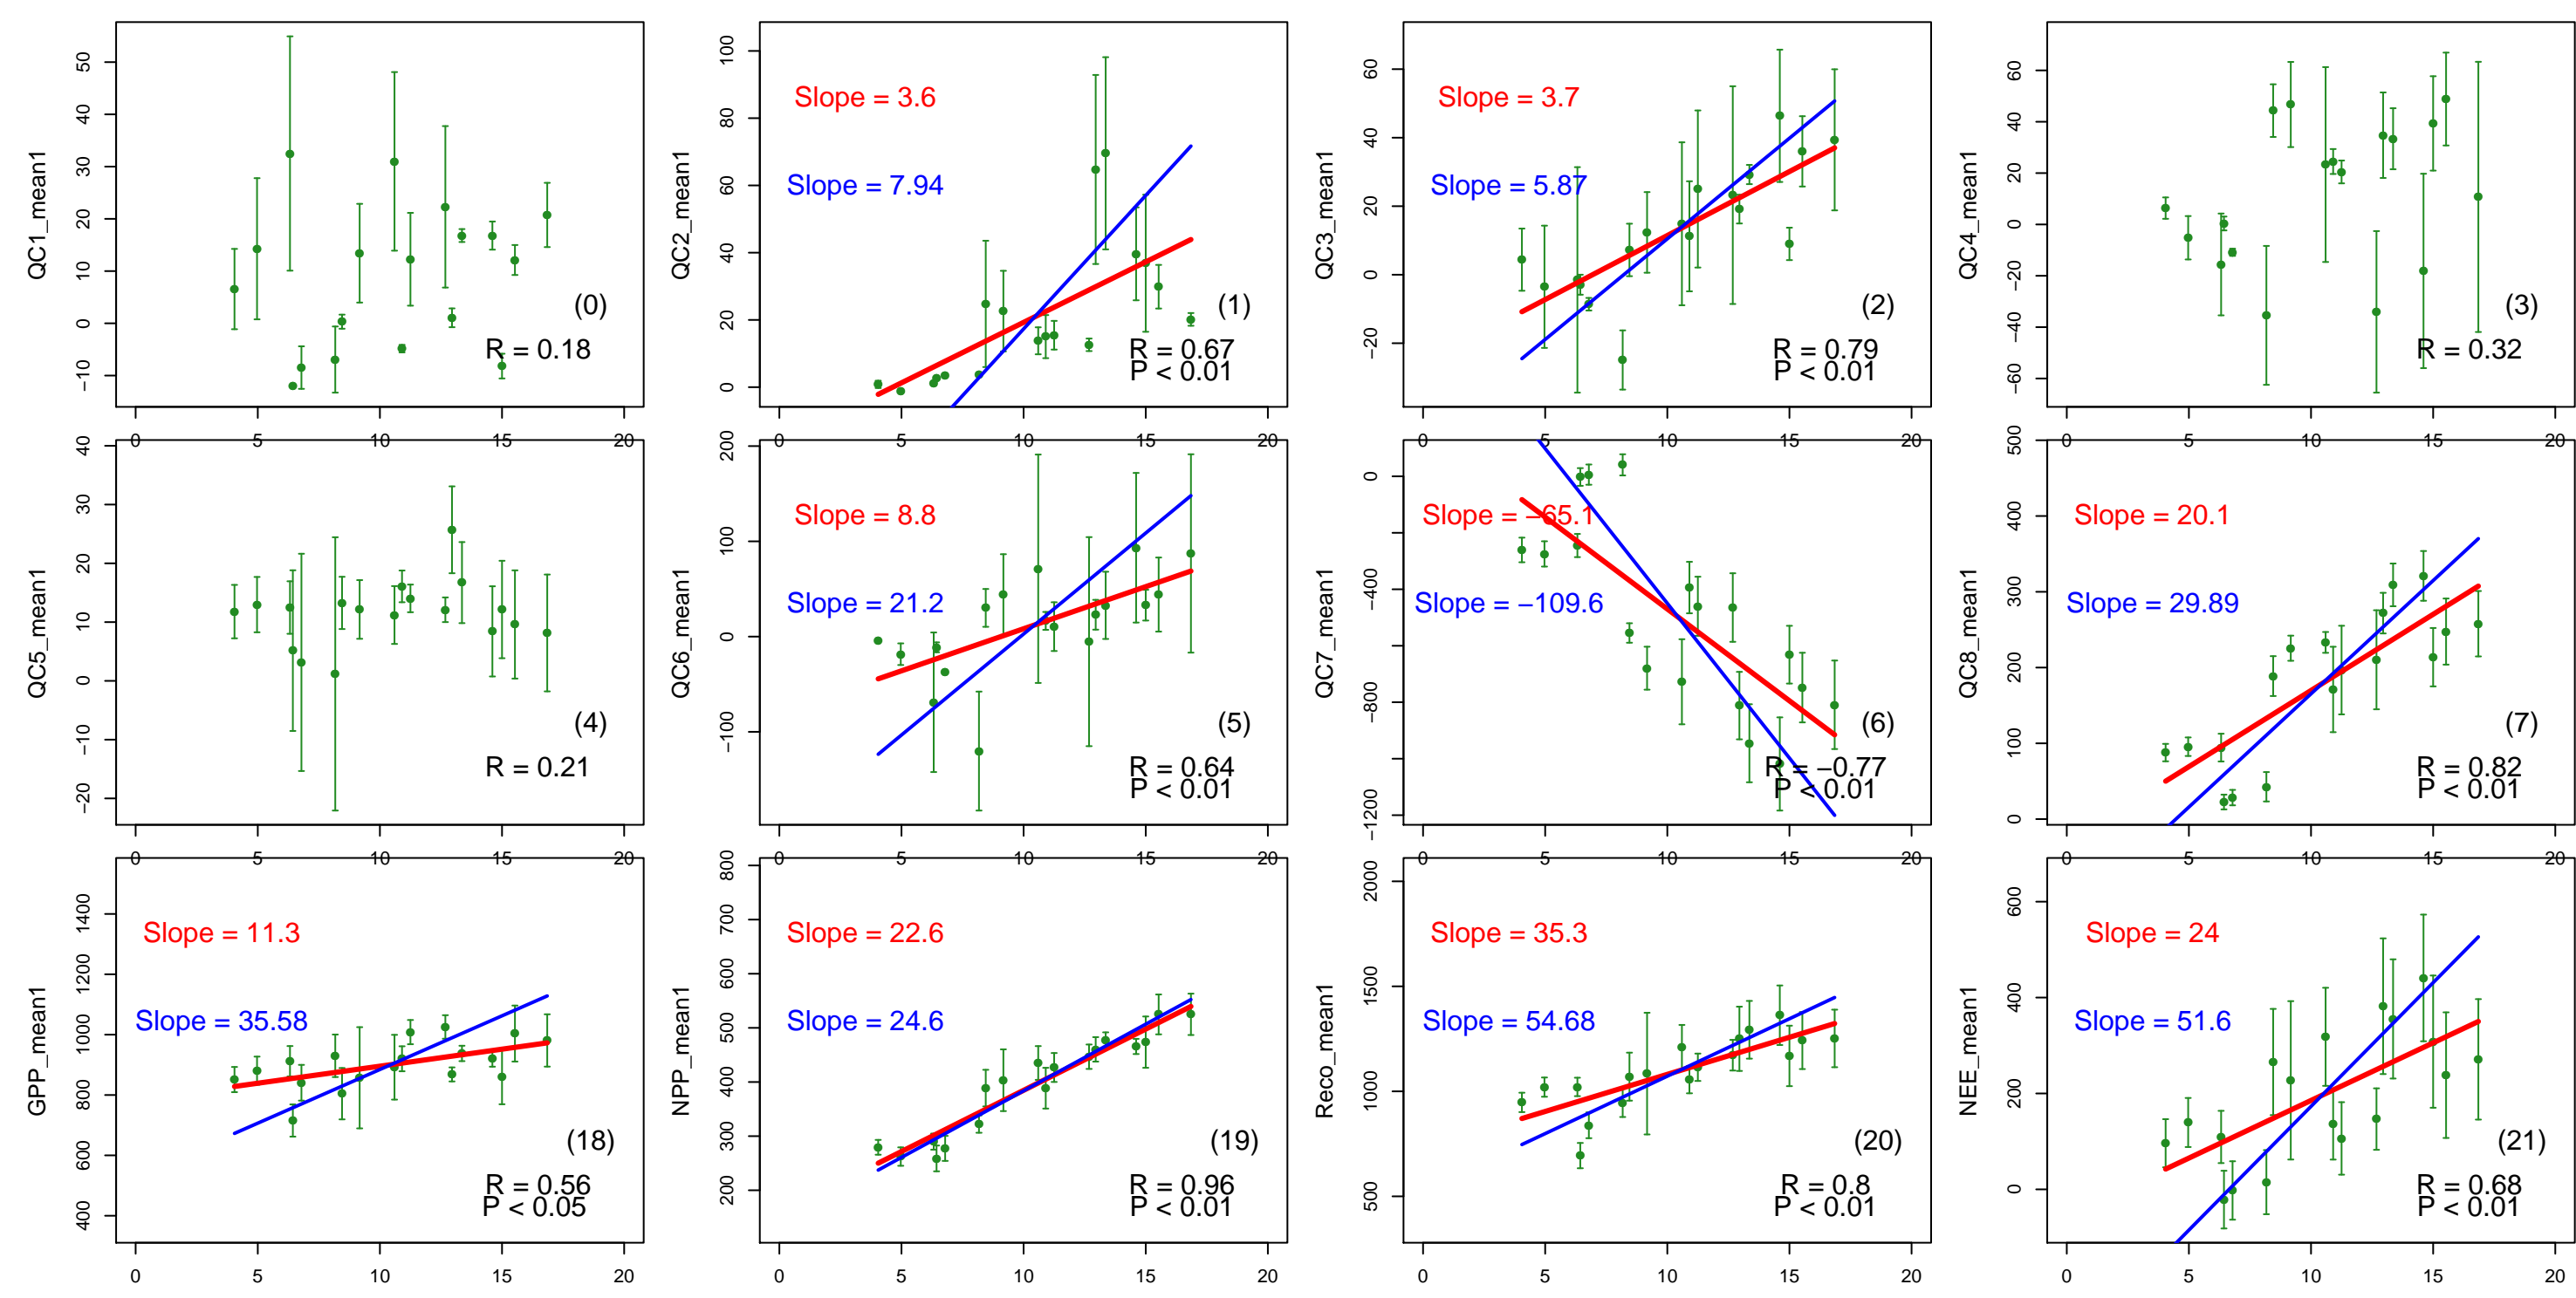 QC1_mean1
50
40
30
20
10
0
−10
(0)
R = 0.18
0 5 10 15 20
QC2_mean1
100
80
60
40
20
0
Slope = 3.6
Slope = 7.94
(1)
R = 0.67
P < 0.01
0 5 10 15 20
QC3_mean1
60
40
20
0
−20
Slope = 3.7
Slope = 5.87
(2)
R = 0.79
P < 0.01
0 5 10 15 20
QC4_mean1
60
40
20
0
−20
−40
−60
(3)
R = 0.32
0 5 10 15 20
QC5_mean1
40
30
20
10
0
−10
−20
(4)
R = 0.21
0 5 10 15 20
QC6_mean1
200
100
0
−100
Slope = 8.8
Slope = 21.2
(5)
R = 0.64
P < 0.01
0 5 10 15 20
QC7_mean1
0
−400
−800
−1200
Slope = −65.1
Slope = −109.6
(6)
R = −0.77
P < 0.01
0 5 10 15 20
QC8_mean1
500
400
300
200
100
0
Slope = 20.1
Slope = 29.89
(7)
R = 0.82
P < 0.01
0 5 10 15 20
GPP_mean1
1400
1200
1000
800
600
400
Slope = 11.3
Slope = 35.58
(18)
R = 0.56
P < 0.05
0 5 10 15 20
NPP_mean1
800
700
600
500
400
300
200
Slope = 22.6
Slope = 24.6
(19)
R = 0.96
P < 0.01
0 5 10 15 20
Reco_mean1
2000
1500
1000
500
Slope = 35.3
Slope = 54.68
(20)
R = 0.8
P < 0.01
0 5 10 15 20
NEE_mean1
600
400
200
0
Slope = 24
Slope = 51.6
(21)
R = 0.68
P < 0.01
0 5 10 15 20